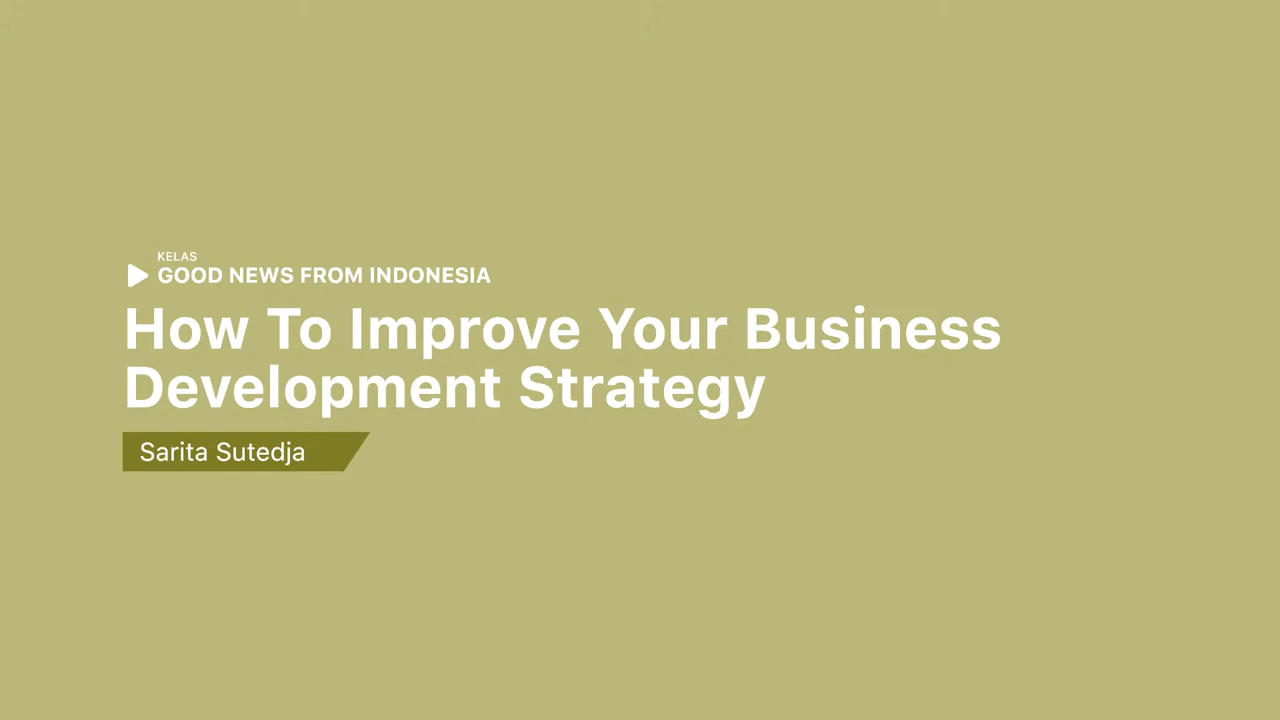 KELAS
GOOD NEWS FROM INDONESIA
How To Improve Your Business
Development Strategy
Sarita Sutedja